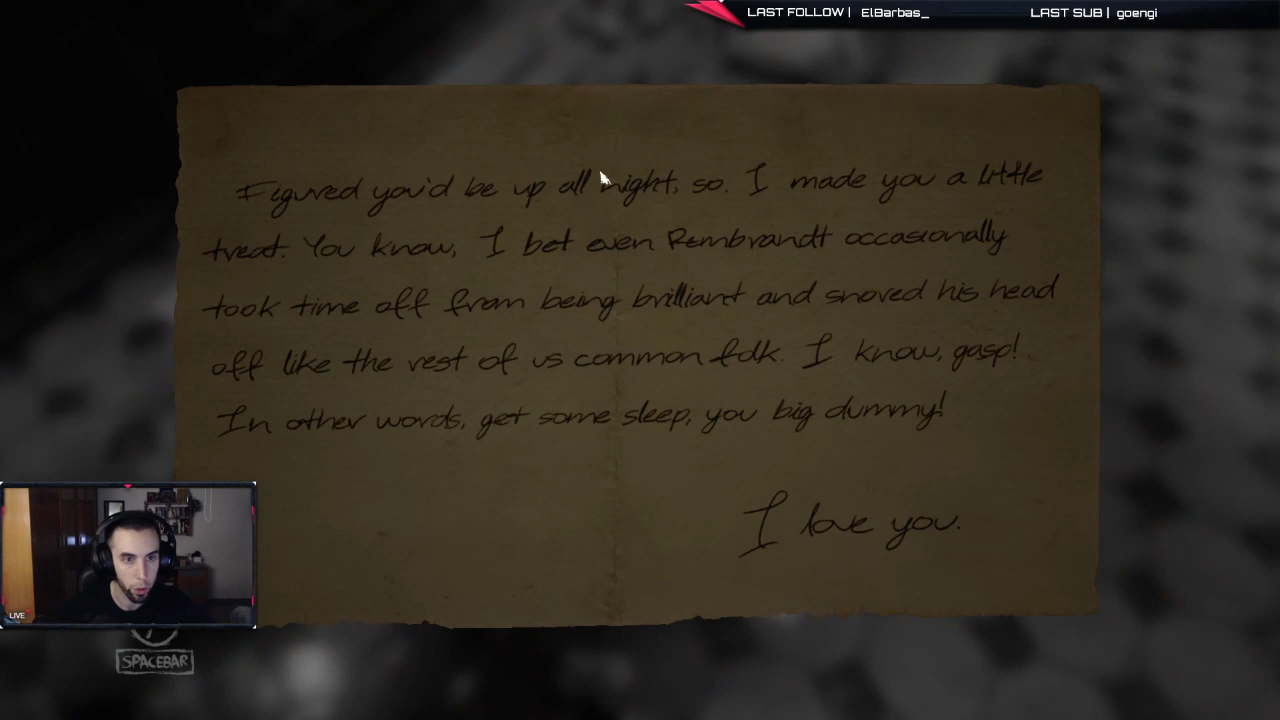 LAST FOLLOW | ElBarbas_ LAST SUB | goengi
Figured you'd be up all night, so. I made you a little
treat. You know, I bet even Rembrandt occasionally
took time off from being brilliant and snored his head
off like the rest of us common folk. I know, gasp!
In other words, get some sleep, you big dummy!
I love you.
LIVE
SPACEBAR